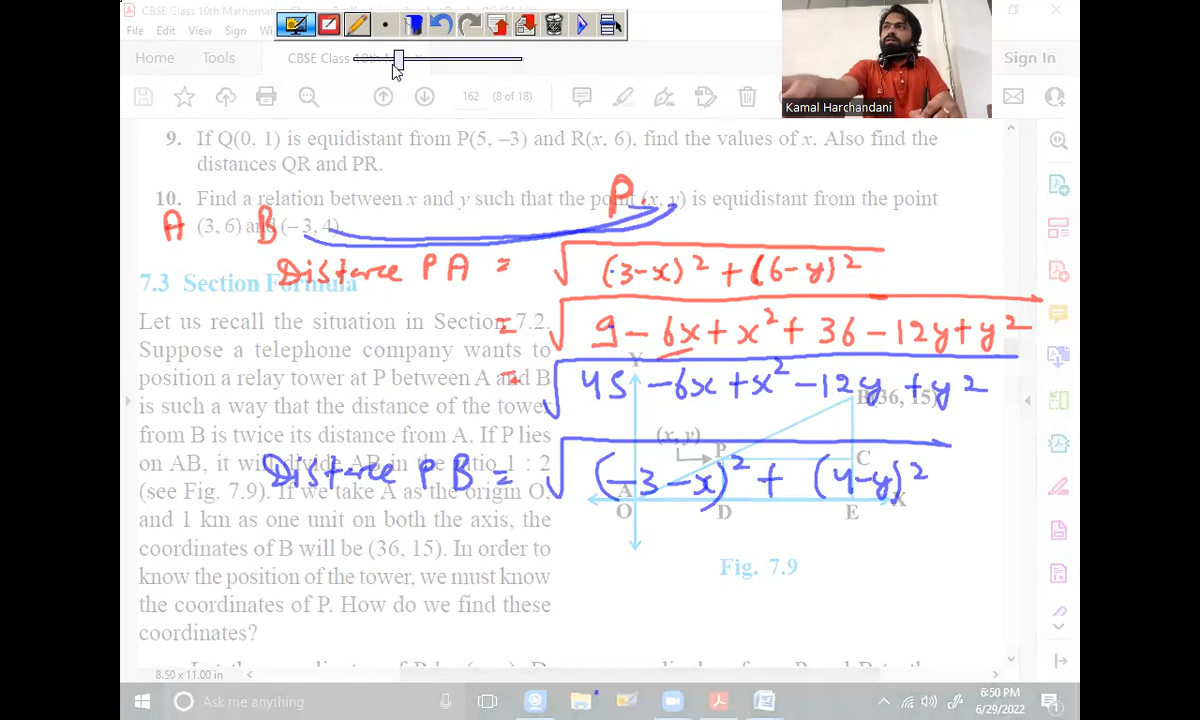 CBSE Class 10th Mathematic
File Edit View Sign
Home Tools CBSE Class 10th M Sign In
162 (8 of 18)
Kamal Harchandani
9. If Q(0, 1) is equidistant from P(5, –3) and R(x, 6), find the values of x. Also find the
distances QR and PR.
P.
10. Find a relation between x and y such that the point (x, y) is equidistant from the point
A B
(3, 6) and (– 3, 4).
Distance PA = √(3-x)² + (6-y)²
7.3 Section Formula
= √9 - 6x + x² + 36 - 12y + y²
= √45 - 6x + x² - 12y + y²
Distance PB = √(-3-x)² + (4-y)²
Let us recall the situation in Section 7.2.
Suppose a telephone company wants to
position a relay tower at P between A and B
is such a way that the distance of the tower
from B is twice its distance from A. If P lies
on AB, it will divide AB in the ratio 1 : 2
(see Fig. 7.9). If we take A as the origin O,
and 1 km as one unit on both the axis, the
coordinates of B will be (36, 15). In order to
know the position of the tower, we must know
the coordinates of P. How do we find these
coordinates?
Y
B(36, 15)
(x, y)
P
C
A
O D E X
Fig. 7.9
8.50 x 11.00 in
Ask me anything
6:50 PM
6/29/2022